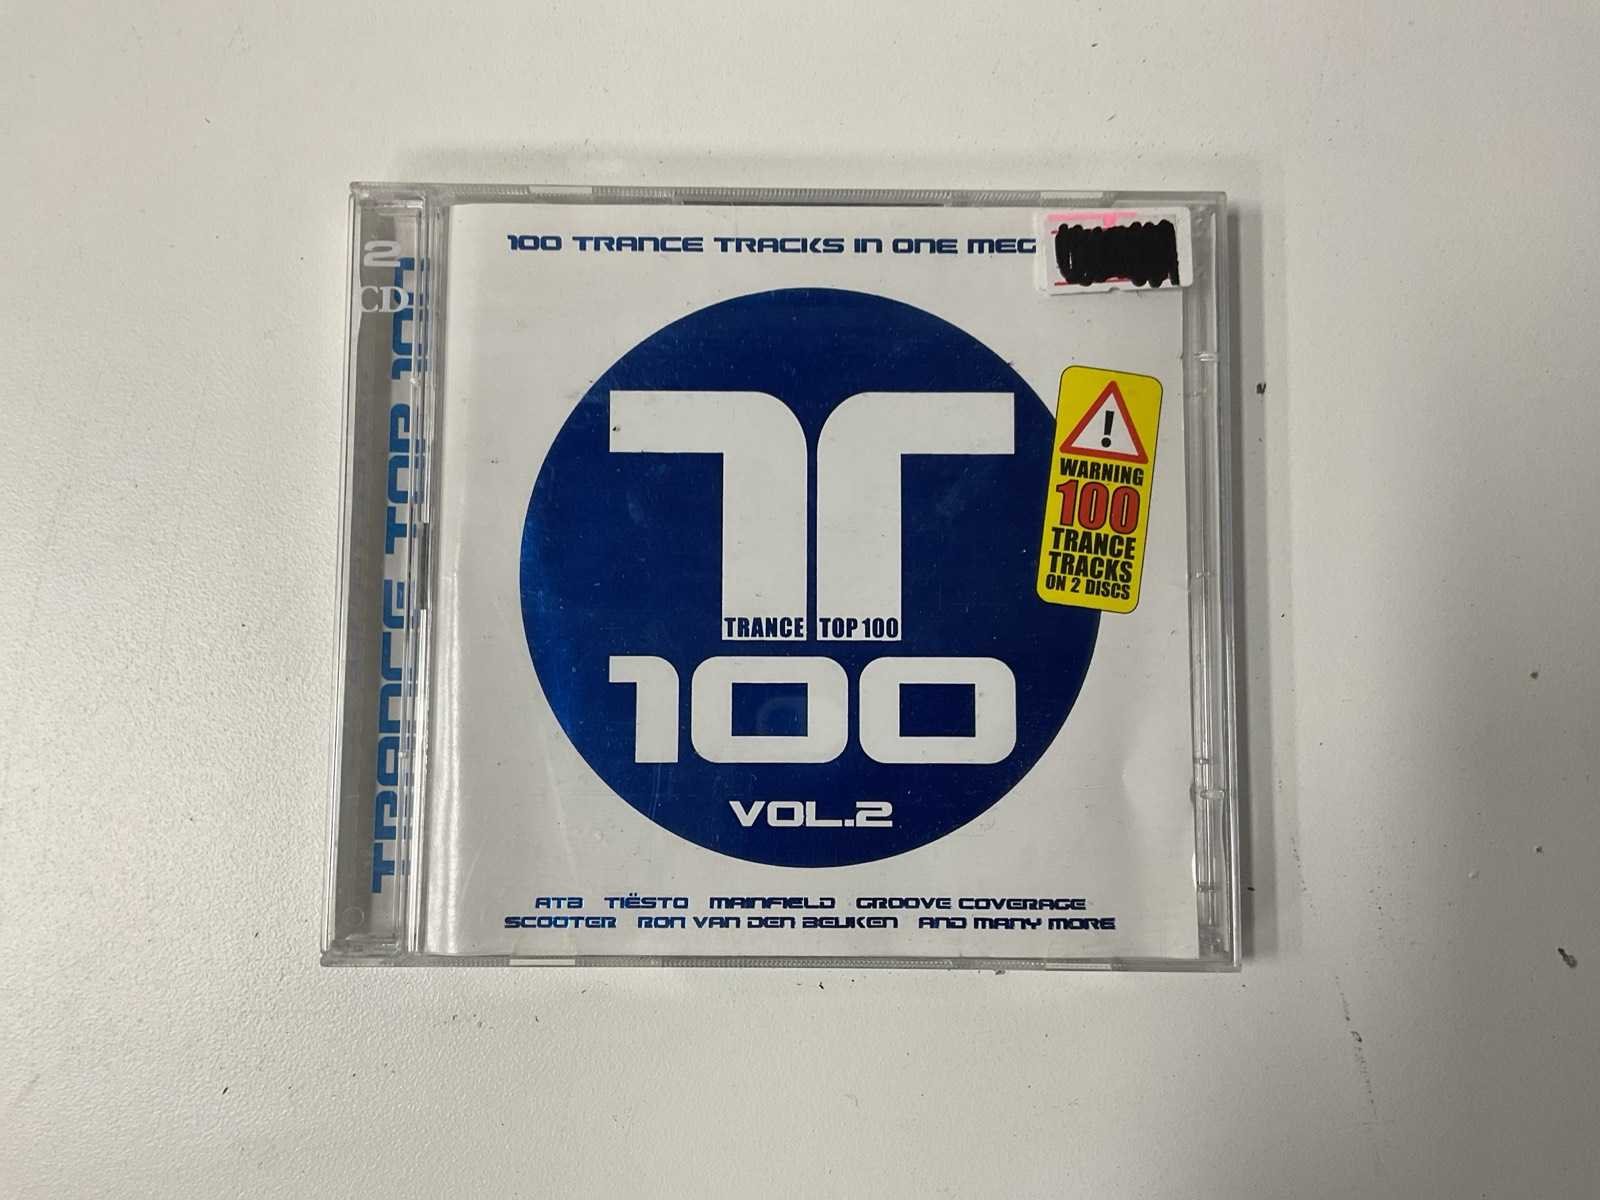 2
CD
TRANCE TOP 100
100 TRANCE TRACKS IN ONE MEG
TRANCE TOP 100
100
VOL.2
!
WARNING
100
TRANCE
TRACKS
ON 2 DISCS
ATB TIËSTO MAINFIELD GROOVE COVERAGE
SCOOTER RON VAN DEN BEUKEN AND MANY MORE